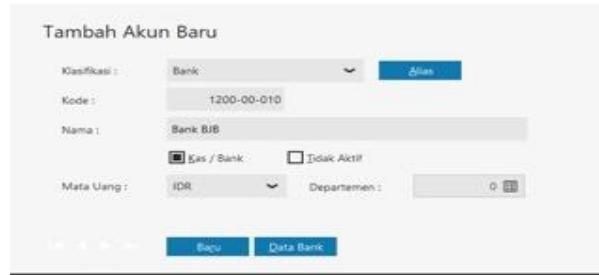 Tambah Akun Baru
Klasifikasi : Bank Alias
Kode : 1200-00-010
Nama : Bank BJB
Kas / Bank Tidak Aktif
Mata Uang : IDR Departemen : 0
Baru Data Bank